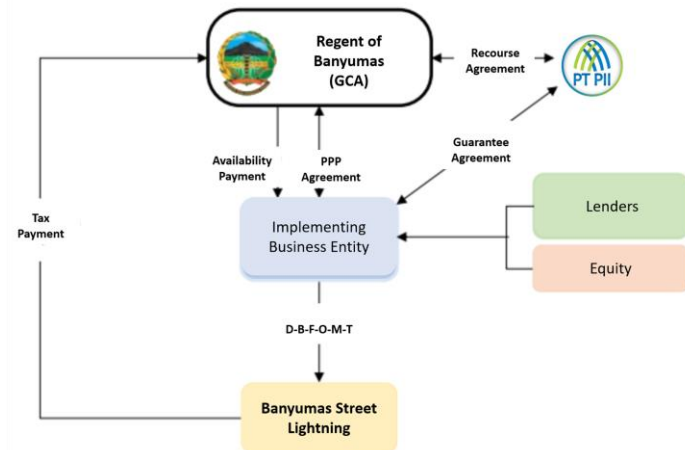 Regent of
Banyumas
(GCA)
Recourse
Agreement
PT PII
Guarantee
Agreement
Availability
Payment
PPP
Agreement
Tax
Payment
Implementing
Business Entity
Lenders
Equity
D-B-F-O-M-T
Banyumas Street
Lightning